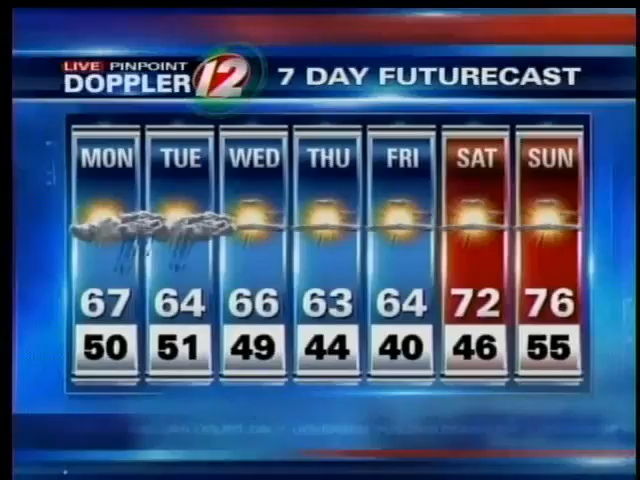 LIVE PINPOINT
DOPPLER 12
7 DAY FUTURECAST
MON TUE WED THU FRI SAT SUN
67 64 66 63 64 72 76
50 51 49 44 40 46 55